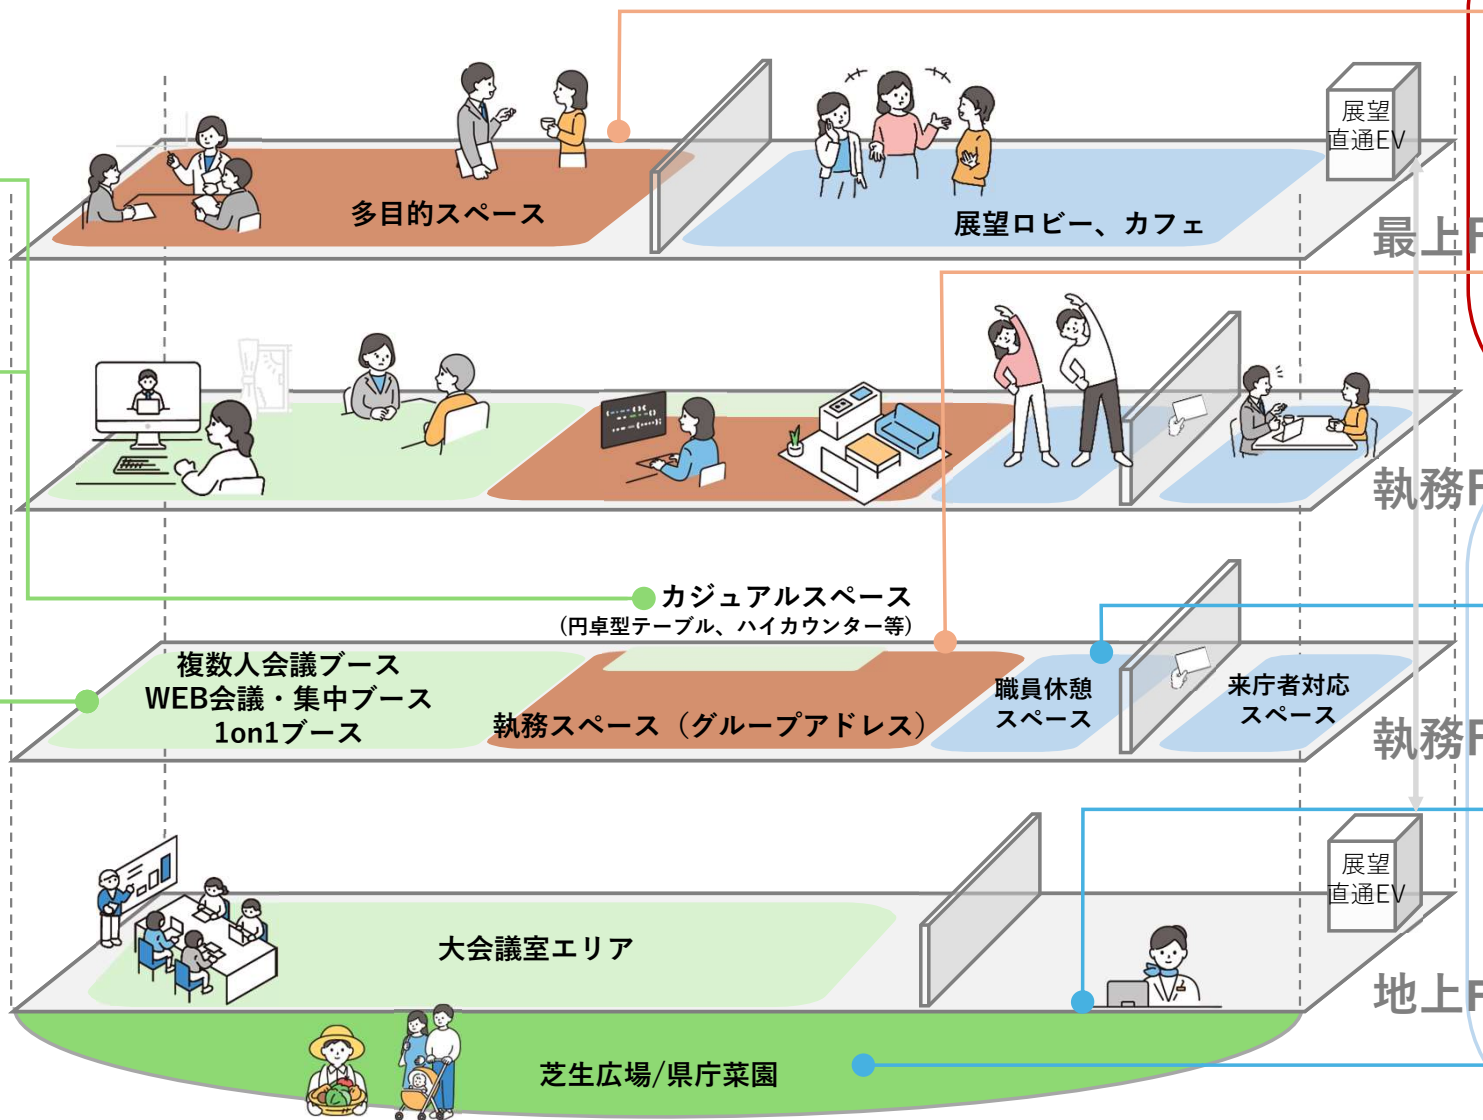 展望
直通EV
多目的スペース
展望ロビー、カフェ
最上F
執務F
カジュアルスペース
(円卓型テーブル、ハイカウンター等)
複数人会議ブース
WEB会議・集中ブース
1on1ブース
執務スペース（グループアドレス）
職員休憩
スペース
来庁者対応
スペース
執務F
展望
直通EV
大会議室エリア
地上F
芝生広場/県庁菜園